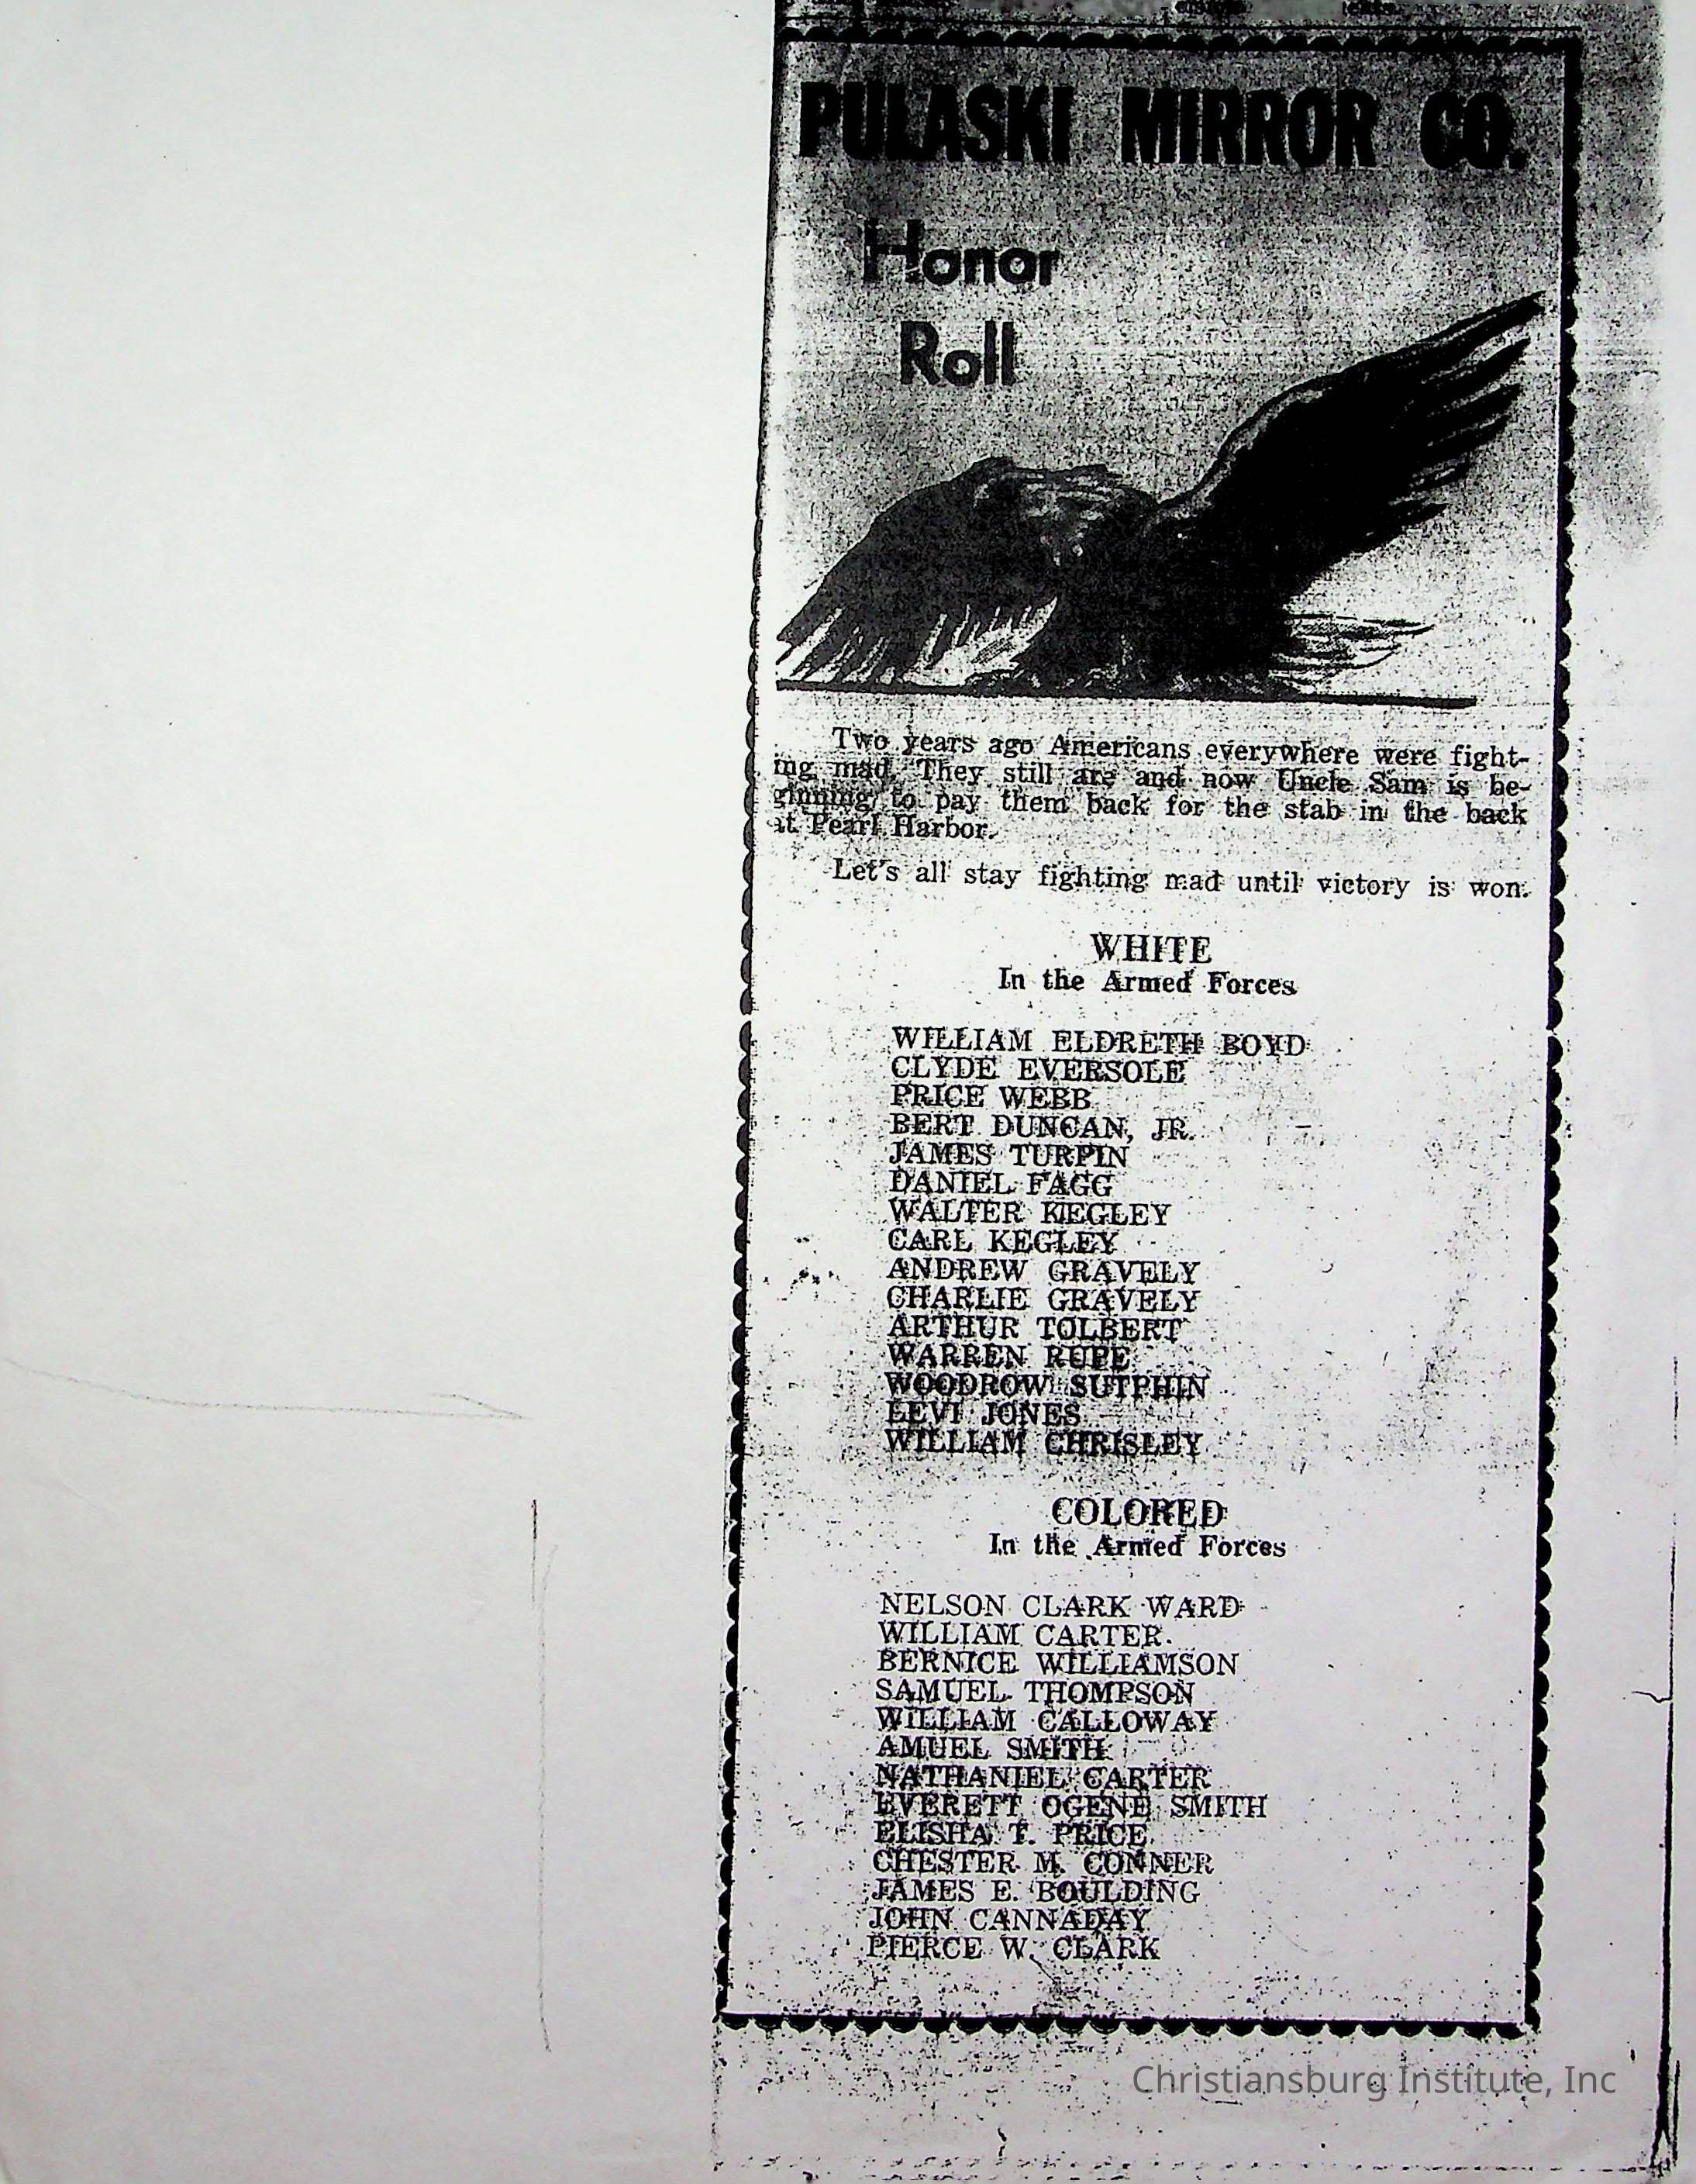 PULASKI MIRROR CO.
Honor
Roll
Two years ago Americans everywhere were fight-
ing mad. They still are and now Uncle Sam is be-
ginning to pay them back for the stab in the back
at Pearl Harbor.
Let's all stay fighting mad until victory is won.
WHITE
In the Armed Forces
WILLIAM ELDRETH BOYD
CLYDE EVERSOLE
PRICE WEBB
BERT DUNCAN, JR.
JAMES TURPIN
DANIEL FAGG
WALTER KEGLEY
CARL KEGLEY
ANDREW GRAVELY
CHARLIE GRAVELY
ARTHUR TOLBERT
WARREN RUPE
WOODROW SUTPHIN
LEVI JONES
WILLIAM CHRISLEY
COLORED
In the Armed Forces
NELSON CLARK WARD
WILLIAM CARTER
BERNICE WILLIAMSON
SAMUEL THOMPSON
WILLIAM CALLOWAY
AMUEL SMITH
NATHANIEL CARTER
EVERETT OGENE SMITH
ELISHA T. PRICE
CHESTER M. CONNER
JAMES E. BOULDING
JOHN CANNADAY
PIERCE W. CLARK
Christiansburg Institute, Inc